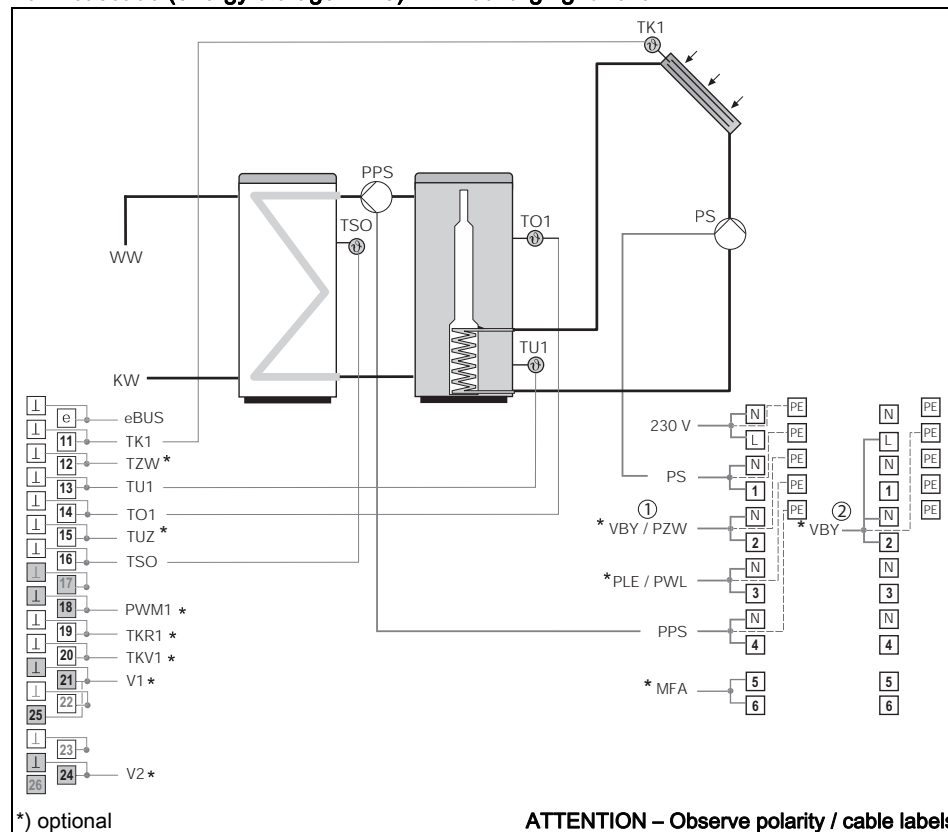 cascade (energy storage
TK1
PPS
TSO
TO1
PS
WW
TU1
KW
⊥
e eBUS
⊥
11 TK1
⊥
12 TZW *
⊥
13 TU1
⊥
14 TO1
⊥
15 TUZ *
⊥
16 TSO
⊥
17
⊥
18 PWM1 *
⊥
19 TKR1 *
⊥
20 TKV1 *
⊥
21 V1 *
⊥
22
25
⊥
23
⊥
24 V2 *
26
230 V N PE
L PE
PS N PE
1 PE
① N PE
* VBY / PZW
2
* PLE / PWL N
3
PPS N
4
* MFA 5
6
N PE
L PE
N PE
1 PE
② N PE
* VBY
2
N
3
N
4
5
6
*) optional
ATTENTION – Observe polarity / cable labels